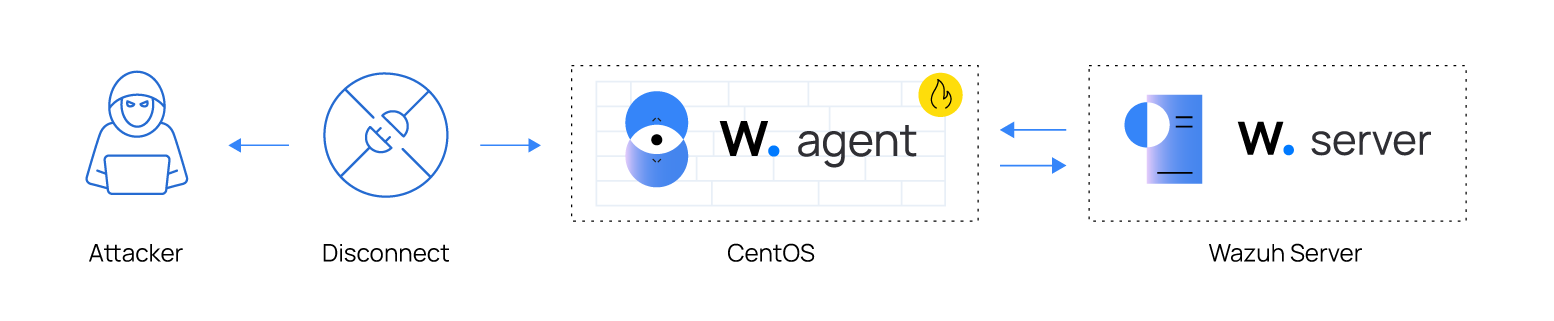 W. agent
W. server
Attacker
Disconnect
CentOS
Wazuh Server